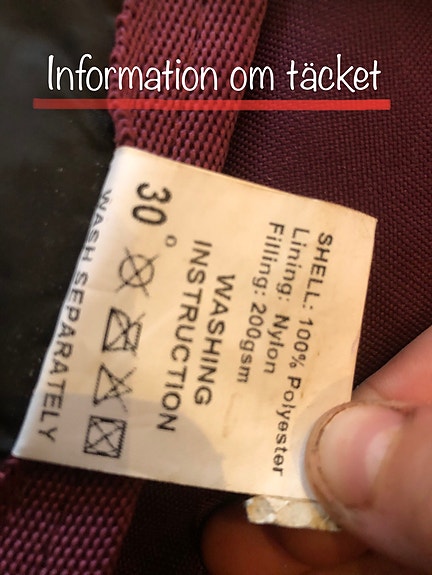 Information om täcket
SHELL: 100% Polyester
Lining: Nylon
Filling: 200gsm
WASHING
INSTRUCTION
30°
WASH SEPARATELY